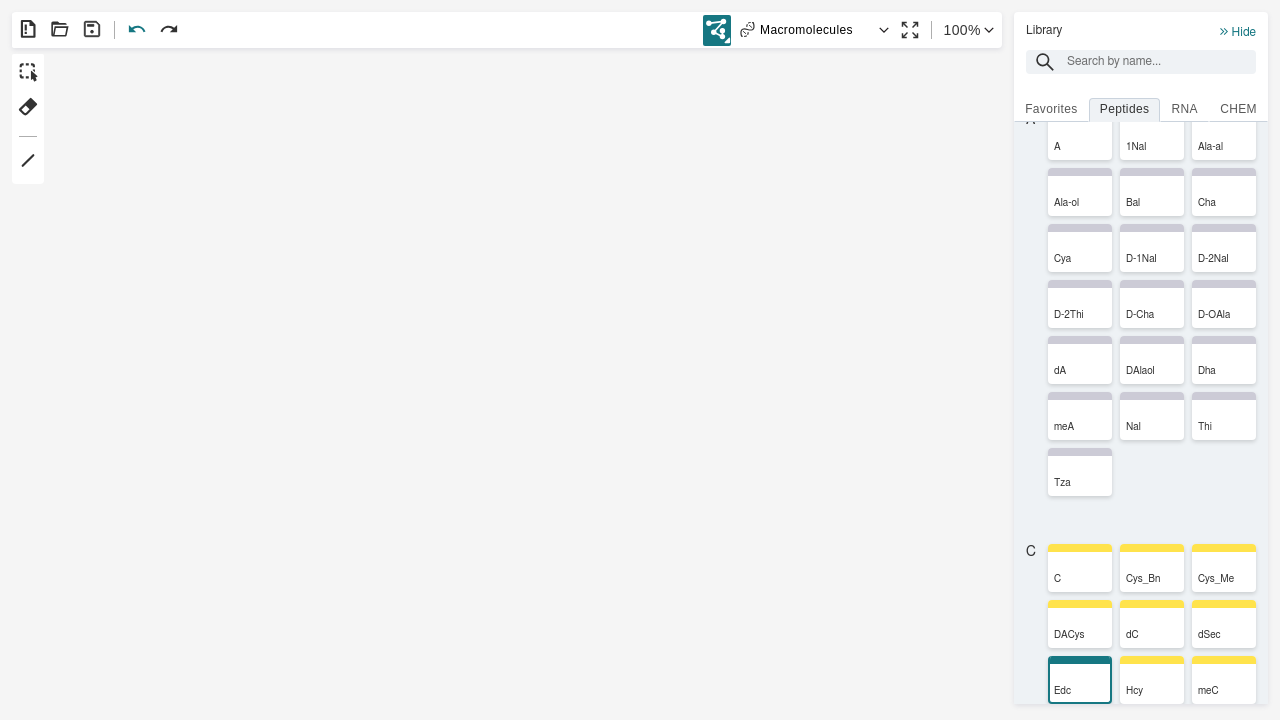 Macromolecules
100%
Library
Hide
Search by name...
Favorites Peptides RNA CHEM
A 1Nal Ala-al
Ala-ol Bal Cha
Cya D-1Nal D-2Nal
D-2Thi D-Cha D-OAla
dA DAlaol Dha
meA Nal Thi
Tza
C
C Cys_Bn Cys_Me
DACys dC dSec
Edc Hcy meC